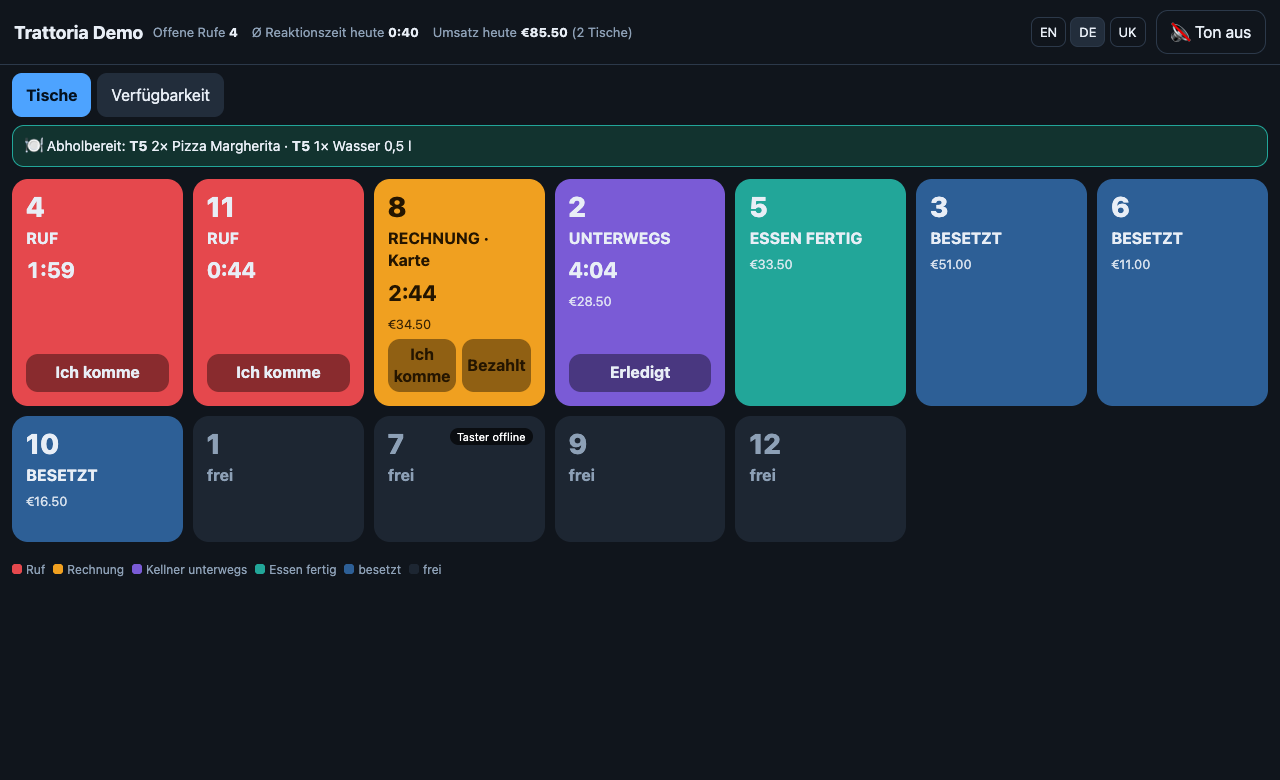 Trattoria Demo Offene Rufe 4 Ø Reaktionszeit heute 0:40 Umsatz heute €85.50 (2 Tische) EN DE UK Ton aus
Tische Verfügbarkeit
Abholbereit: T5 2× Pizza Margherita · T5 1× Wasser 0,5 l
4
RUF
1:59
Ich komme
11
RUF
0:44
Ich komme
8
RECHNUNG ·
Karte
2:44
€34.50
Ich
komme
Bezahlt
2
UNTERWEGS
4:04
€28.50
Erledigt
5
ESSEN FERTIG
€33.50
3
BESETZT
€51.00
6
BESETZT
€11.00
10
BESETZT
€16.50
1
frei
7
Taster offline
frei
9
frei
12
frei
Ruf Rechnung Kellner unterwegs Essen fertig besetzt frei